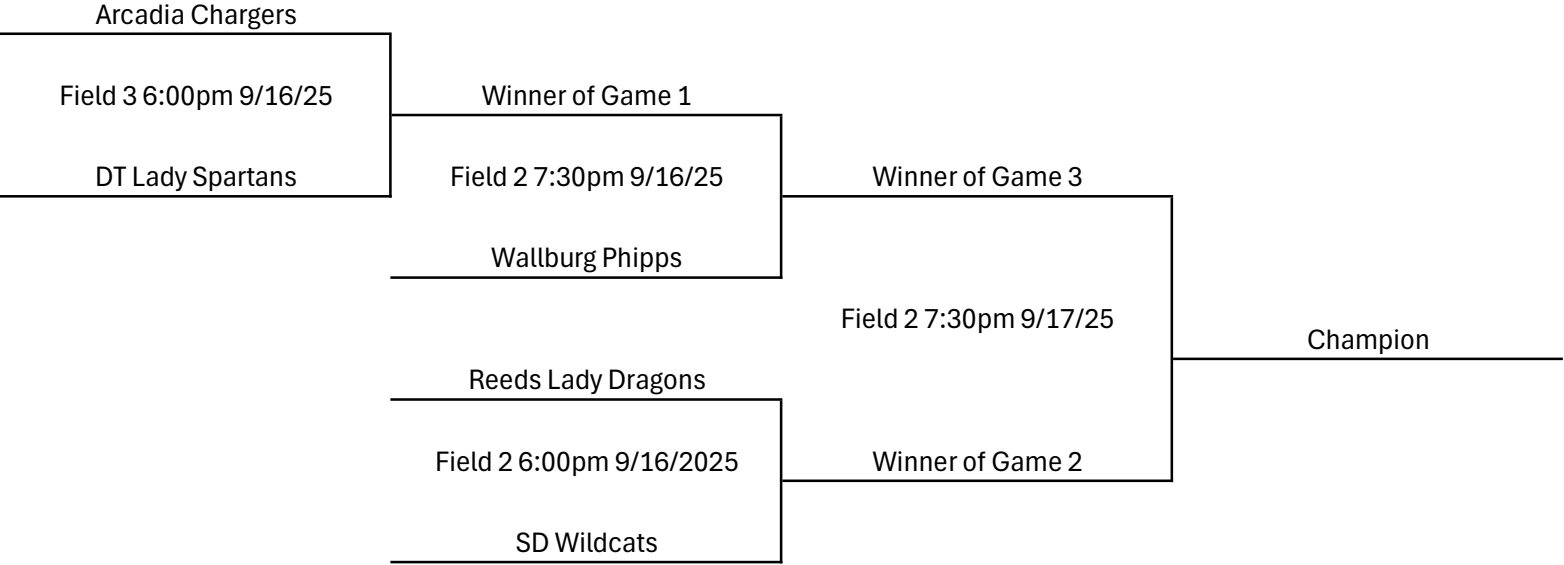 Arcadia Chargers
Field 3 6:00pm 9/16/25
Winner of Game 1
DT Lady Spartans
Field 2 7:30pm 9/16/25
Winner of Game 3
Wallburg Phipps
Field 2 7:30pm 9/17/25
Champion
Reeds Lady Dragons
Field 2 6:00pm 9/16/2025
Winner of Game 2
SD Wildcats